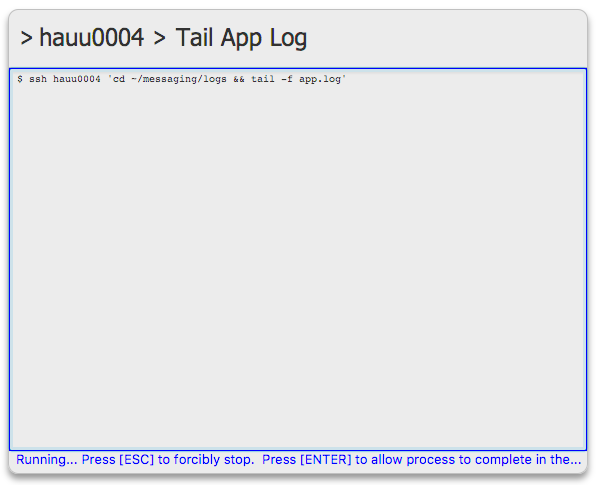 > hauu0004 > Tail App Log
$ ssh hauu0004 'cd ~/messaging/logs && tail -f app.log'
Running... Press [ESC] to forcibly stop.  Press [ENTER] to allow process to complete in the...